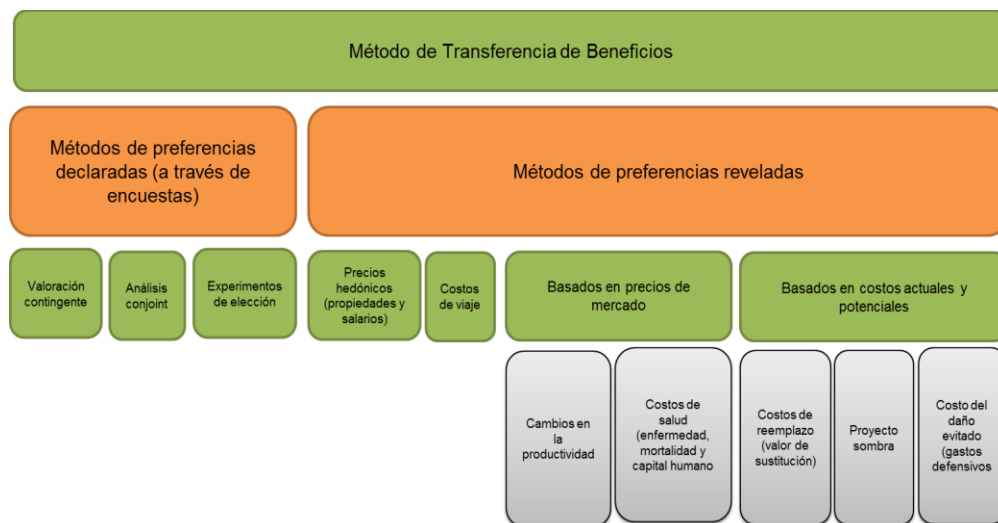 Método de Transferencia de Beneficios
Métodos de preferencias
declaradas (a través de
encuestas)
Métodos de preferencias reveladas
Valoración
contingente
Análisis
conjoint
Experimentos
de elección
Precios
hedónicos
(propiedades y
salarios)
Costos
de viaje
Basados en precios de
mercado
Basados en costos actuales y
potenciales
Cambios en
la
productividad
Costos de
salud
(enfermedad,
mortalidad y
capital humano
Costos de
reemplazo
(valor de
sustitución)
Proyecto
sombra
Costo del
daño
evitado
(gastos
defensivos